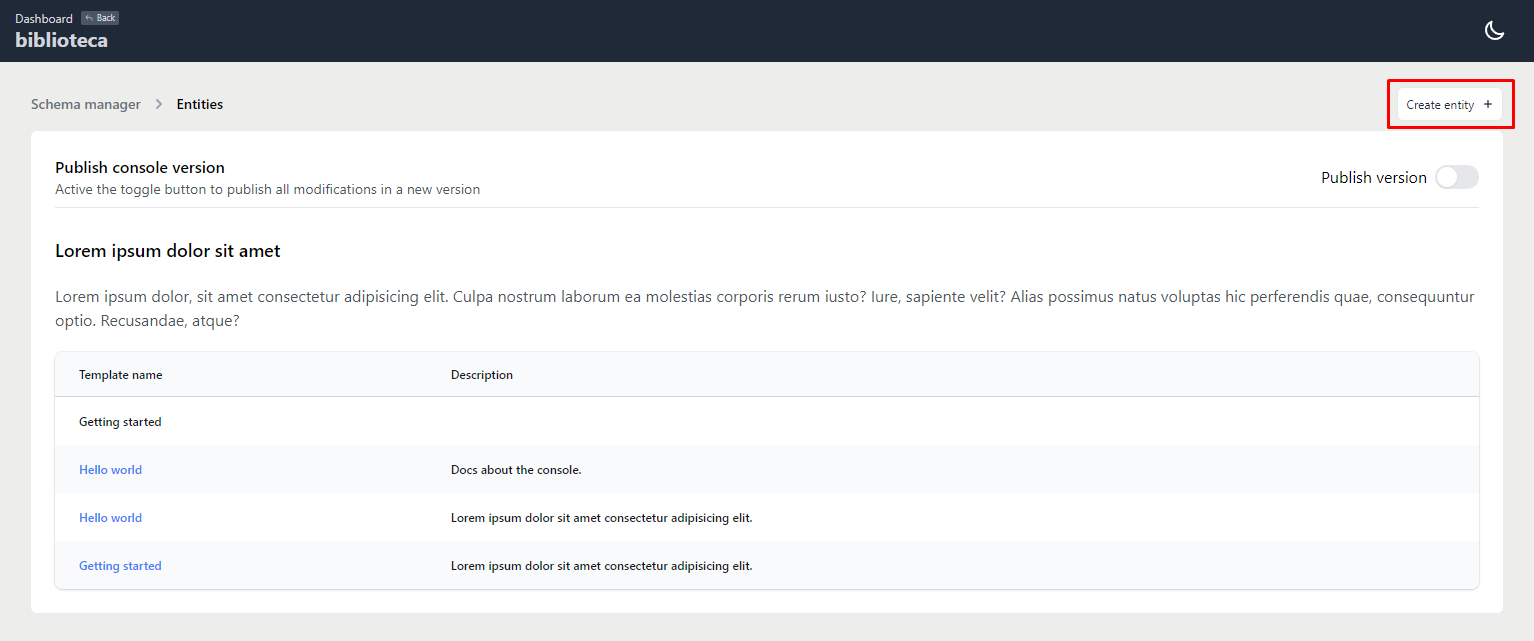 Dashboard Back
biblioteca
Schema manager Entities
Create entity +
Publish console version
Active the toggle button to publish all modifications in a new version
Publish version
Lorem ipsum dolor sit amet
Lorem ipsum dolor, sit amet consectetur adipisicing elit. Culpa nostrum laborum ea molestias corporis rerum iusto? Iure, sapiente velit? Alias possimus natus voluptas hic perferendis quae, consequuntur
optio. Recusandae, atque?
Template name Description
Getting started
Hello world Docs about the console.
Hello world Lorem ipsum dolor sit amet consectetur adipisicing elit.
Getting started Lorem ipsum dolor sit amet consectetur adipisicing elit.